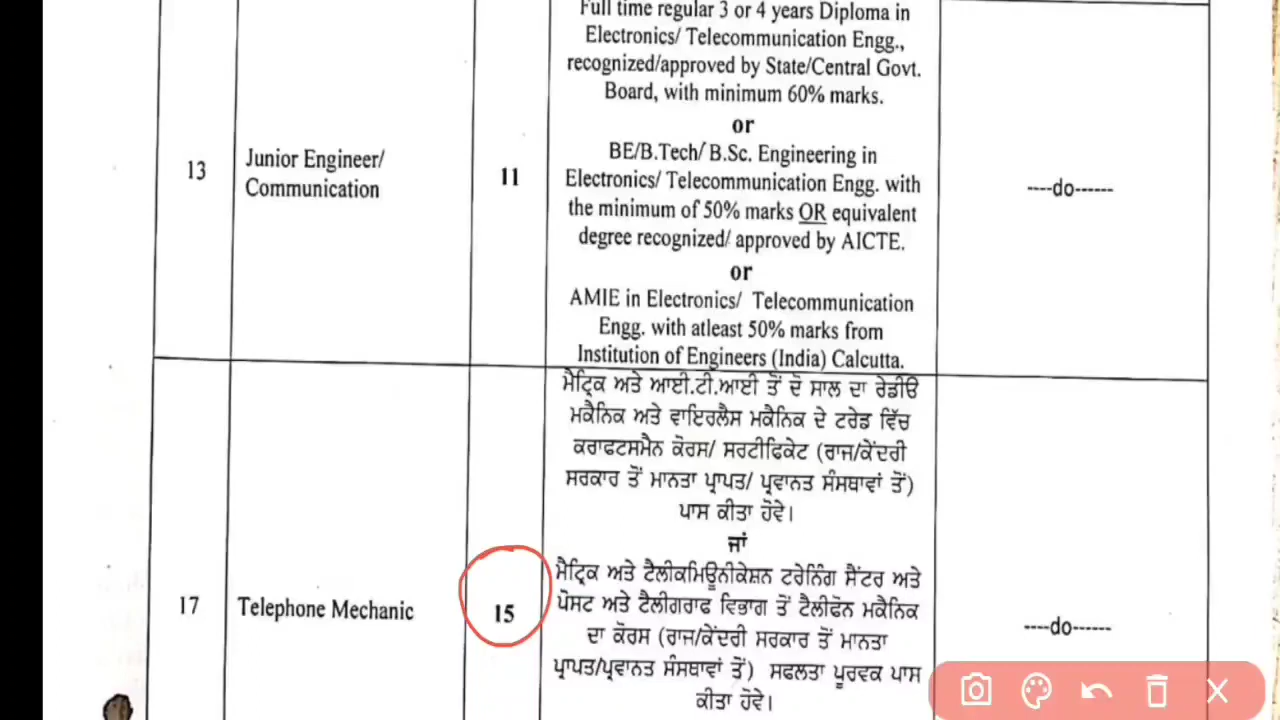 Full time regular 3 or 4 years Diploma in
Electronics/ Telecommunication Engg.,
recognized/approved by State/Central Govt.
Board, with minimum 60% marks.
or
13
Junior Engineer/
Communication
11
BE/B.Tech/ B.Sc. Engineering in
Electronics/ Telecommunication Engg. with
the minimum of 50% marks OR equivalent
degree recognized/ approved by AICTE.
or
AMIE in Electronics/ Telecommunication
Engg. with atleast 50% marks from
Institution of Engineers (India) Calcutta.
----do------
17
Telephone Mechanic
15
ਮੈਟ੍ਰਿਕ ਅਤੇ ਆਈ.ਟੀ.ਆਈ ਤੋਂ ਦੋ ਸਾਲ ਦਾ ਰੇਡੀਓ
ਮਕੈਨਿਕ ਅਤੇ ਵਾਇਰਲੈਸ ਮਕੈਨਿਕ ਦੇ ਟਰੇਡ ਵਿੱਚ
ਕਰਾਫਟਸਮੈਨ ਕੋਰਸ/ ਸਰਟੀਫਿਕੇਟ (ਰਾਜ/ਕੇਂਦਰੀ
ਸਰਕਾਰ ਤੋਂ ਮਾਨਤਾ ਪ੍ਰਾਪਤ/ ਪ੍ਰਵਾਨਤ ਸੰਸਥਾਵਾਂ ਤੋਂ)
ਪਾਸ ਕੀਤਾ ਹੋਵੇ।
ਜਾਂ
ਮੈਟ੍ਰਿਕ ਅਤੇ ਟੈਲੀਕਮਿਊਨੀਕੇਸ਼ਨ ਟਰੇਨਿੰਗ ਸੈਂਟਰ ਅਤੇ
ਪੋਸਟ ਅਤੇ ਟੈਲੀਗਰਾਫ ਵਿਭਾਗ ਤੋਂ ਟੈਲੀਫੋਨ ਮਕੈਨਿਕ
ਦਾ ਕੋਰਸ (ਰਾਜ/ਕੇਂਦਰੀ ਸਰਕਾਰ ਤੋਂ ਮਾਨਤਾ
ਪ੍ਰਾਪਤ/ਪ੍ਰਵਾਨਤ ਸੰਸਥਾਵਾਂ ਤੋਂ) ਸਫਲਤਾ ਪੂਰਵਕ ਪਾਸ
ਕੀਤਾ ਹੋਵੇ।
----do------